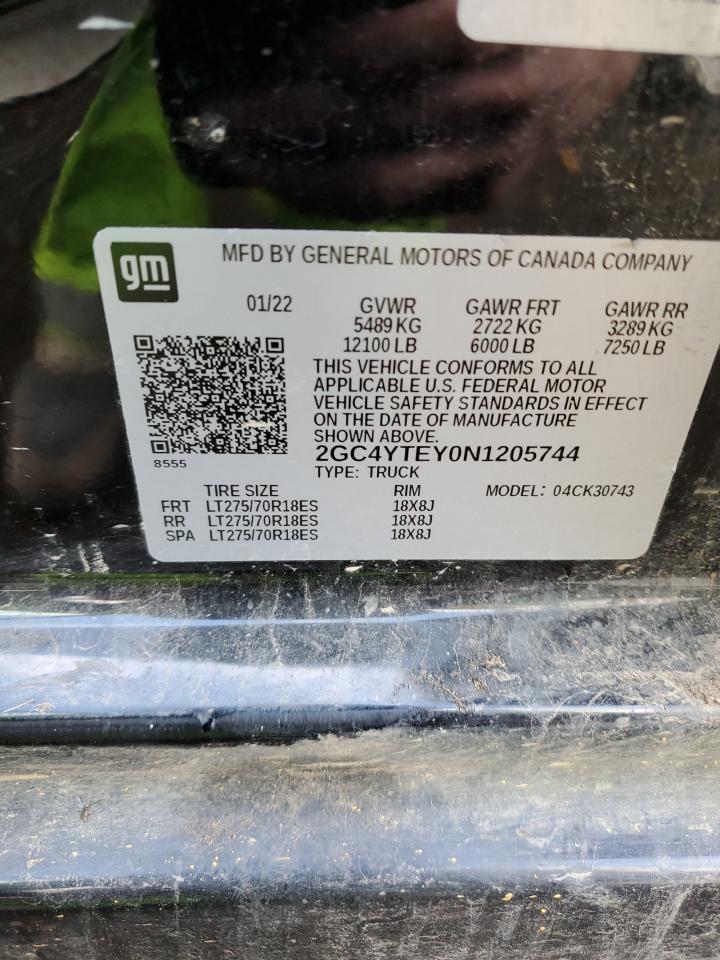 gm
MFD BY GENERAL MOTORS OF CANADA COMPANY
01/22 GVWR GAWR FRT GAWR RR
5489 KG 2722 KG 3289 KG
12100 LB 6000 LB 7250 LB
THIS VEHICLE CONFORMS TO ALL
APPLICABLE U.S. FEDERAL MOTOR
VEHICLE SAFETY STANDARDS IN EFFECT
ON THE DATE OF MANUFACTURE
SHOWN ABOVE.
2GC4YTEY0N1205744
8555
TYPE: TRUCK
TIRE SIZE RIM MODEL: 04CK30743
FRT LT275/70R18ES 18X8J
RR LT275/70R18ES 18X8J
SPA LT275/70R18ES 18X8J